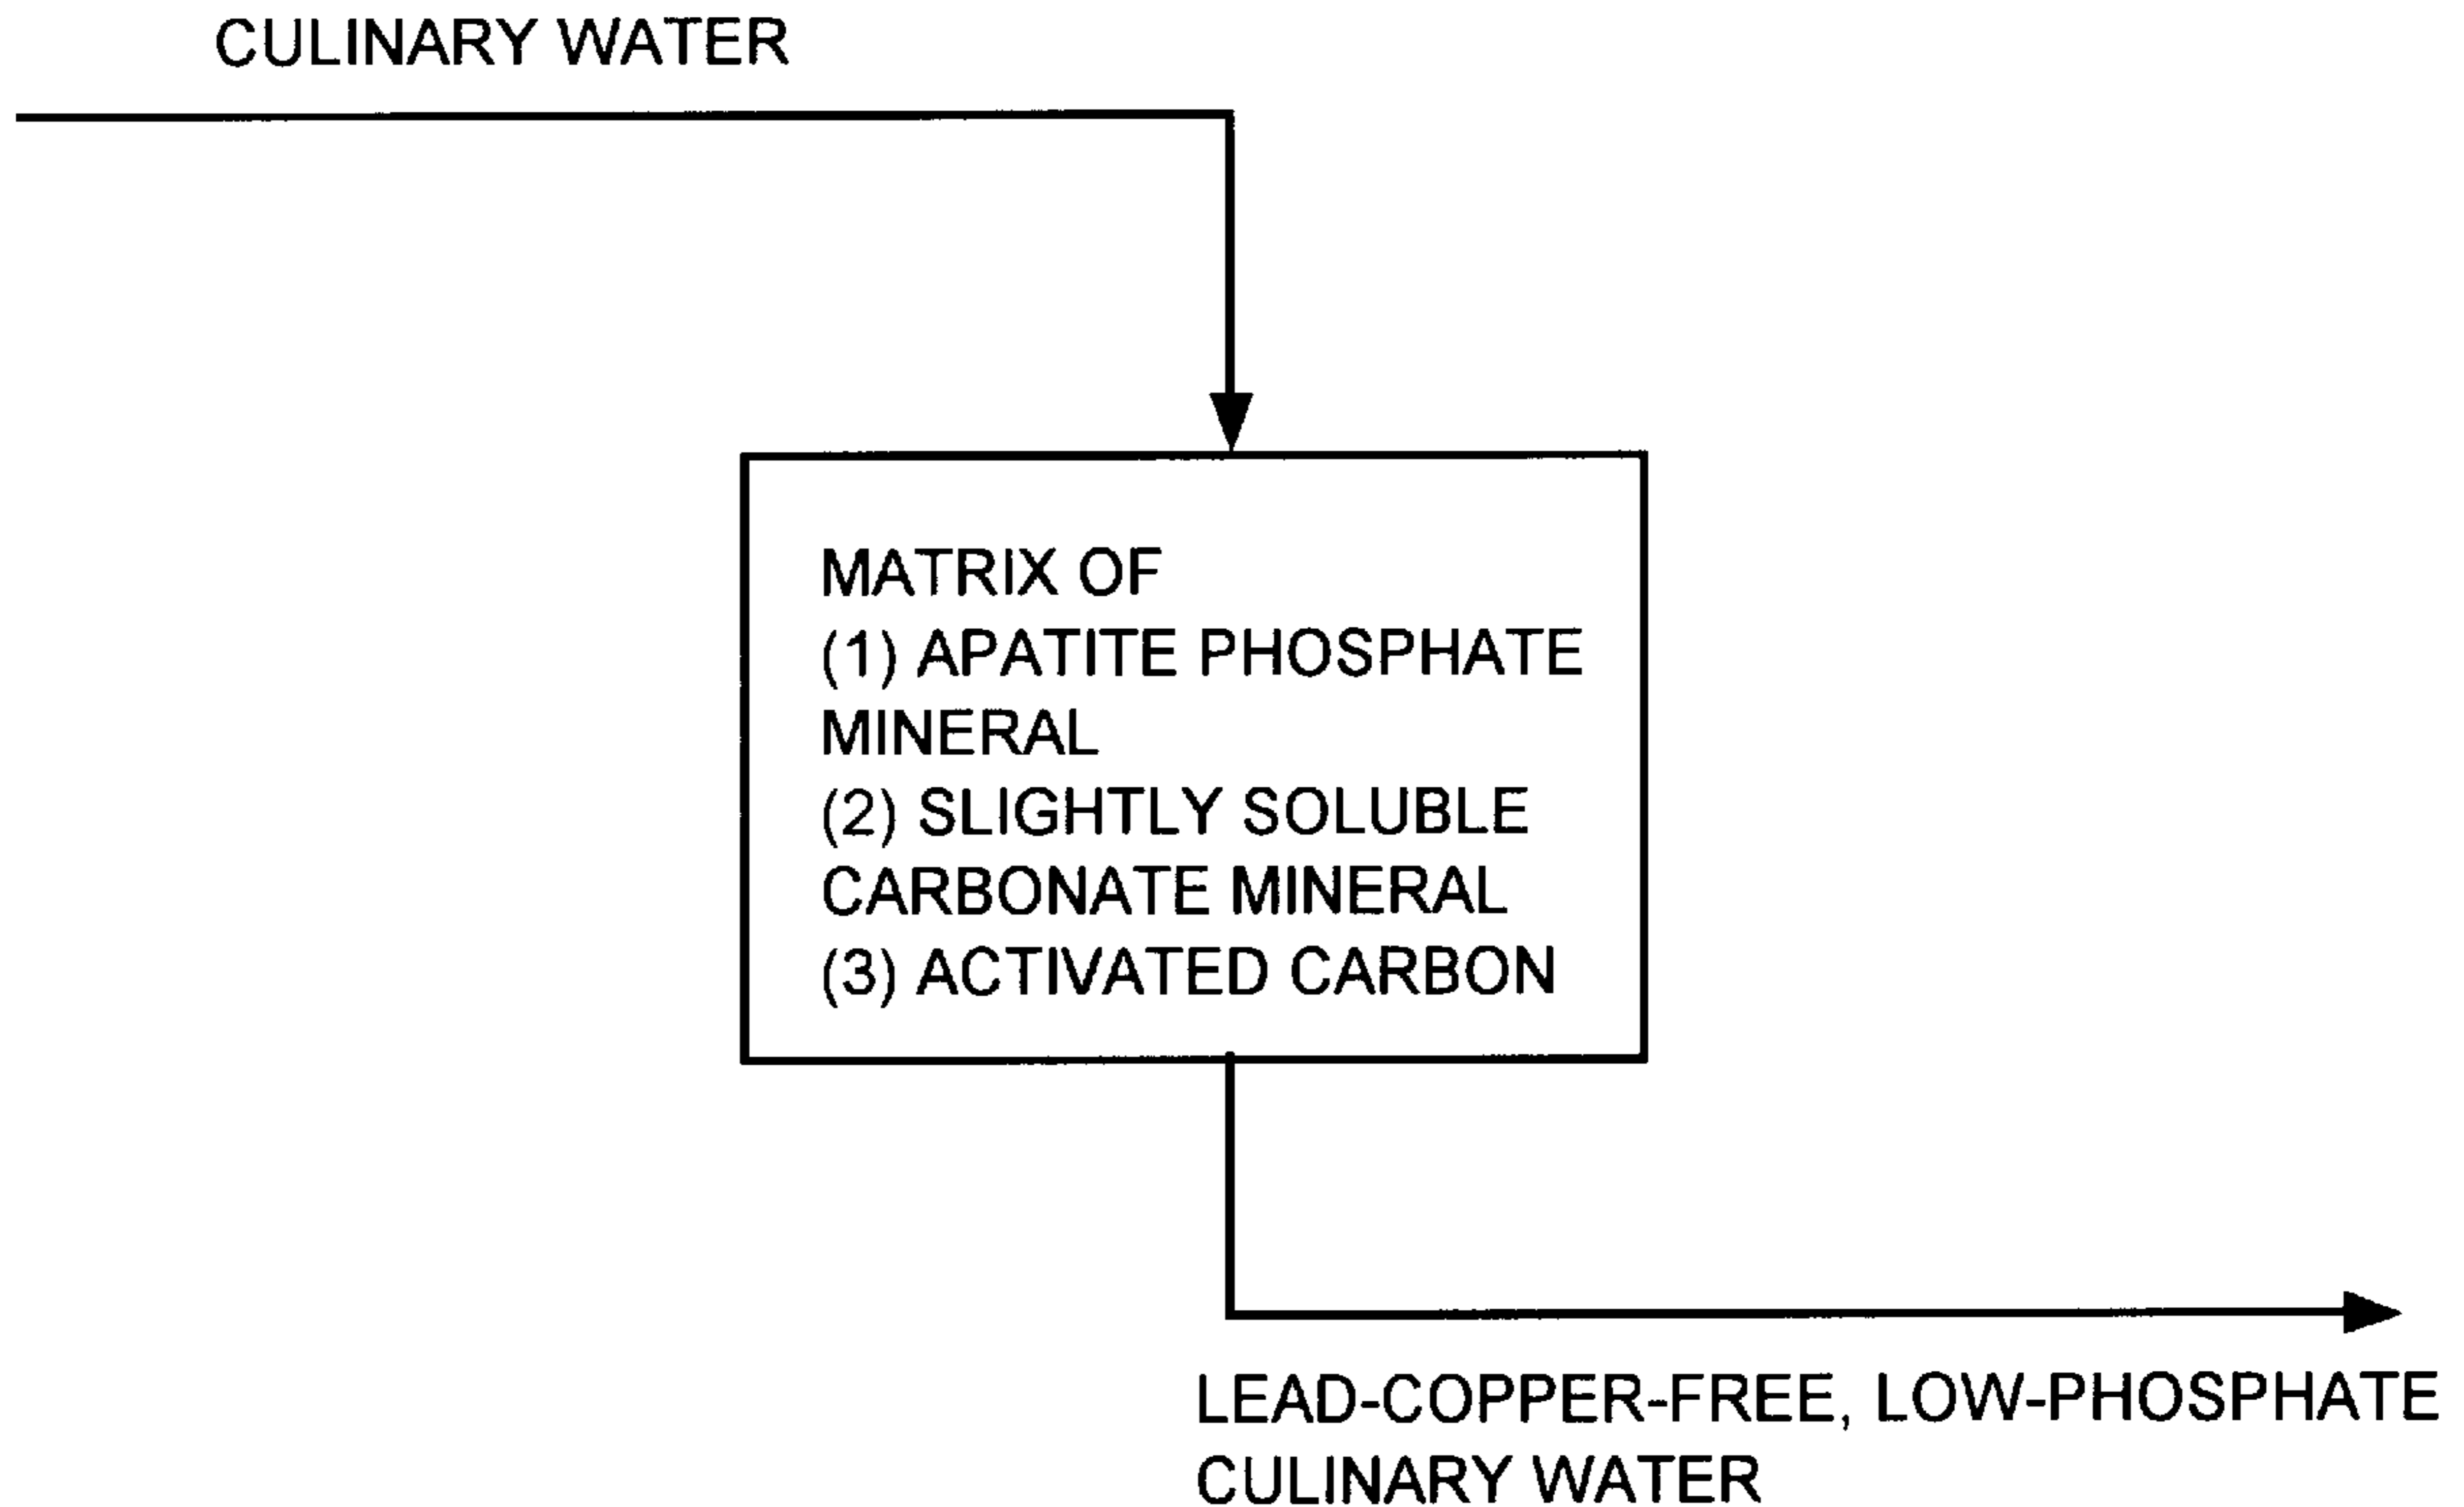 CULINARY WATER
MATRIX OF
(1) APATITE PHOSPHATE
MINERAL
(2) SLIGHTLY SOLUBLE
CARBONATE MINERAL
(3) ACTIVATED CARBON
LEAD-COPPER-FREE, LOW-PHOSPHATE
CULINARY WATER